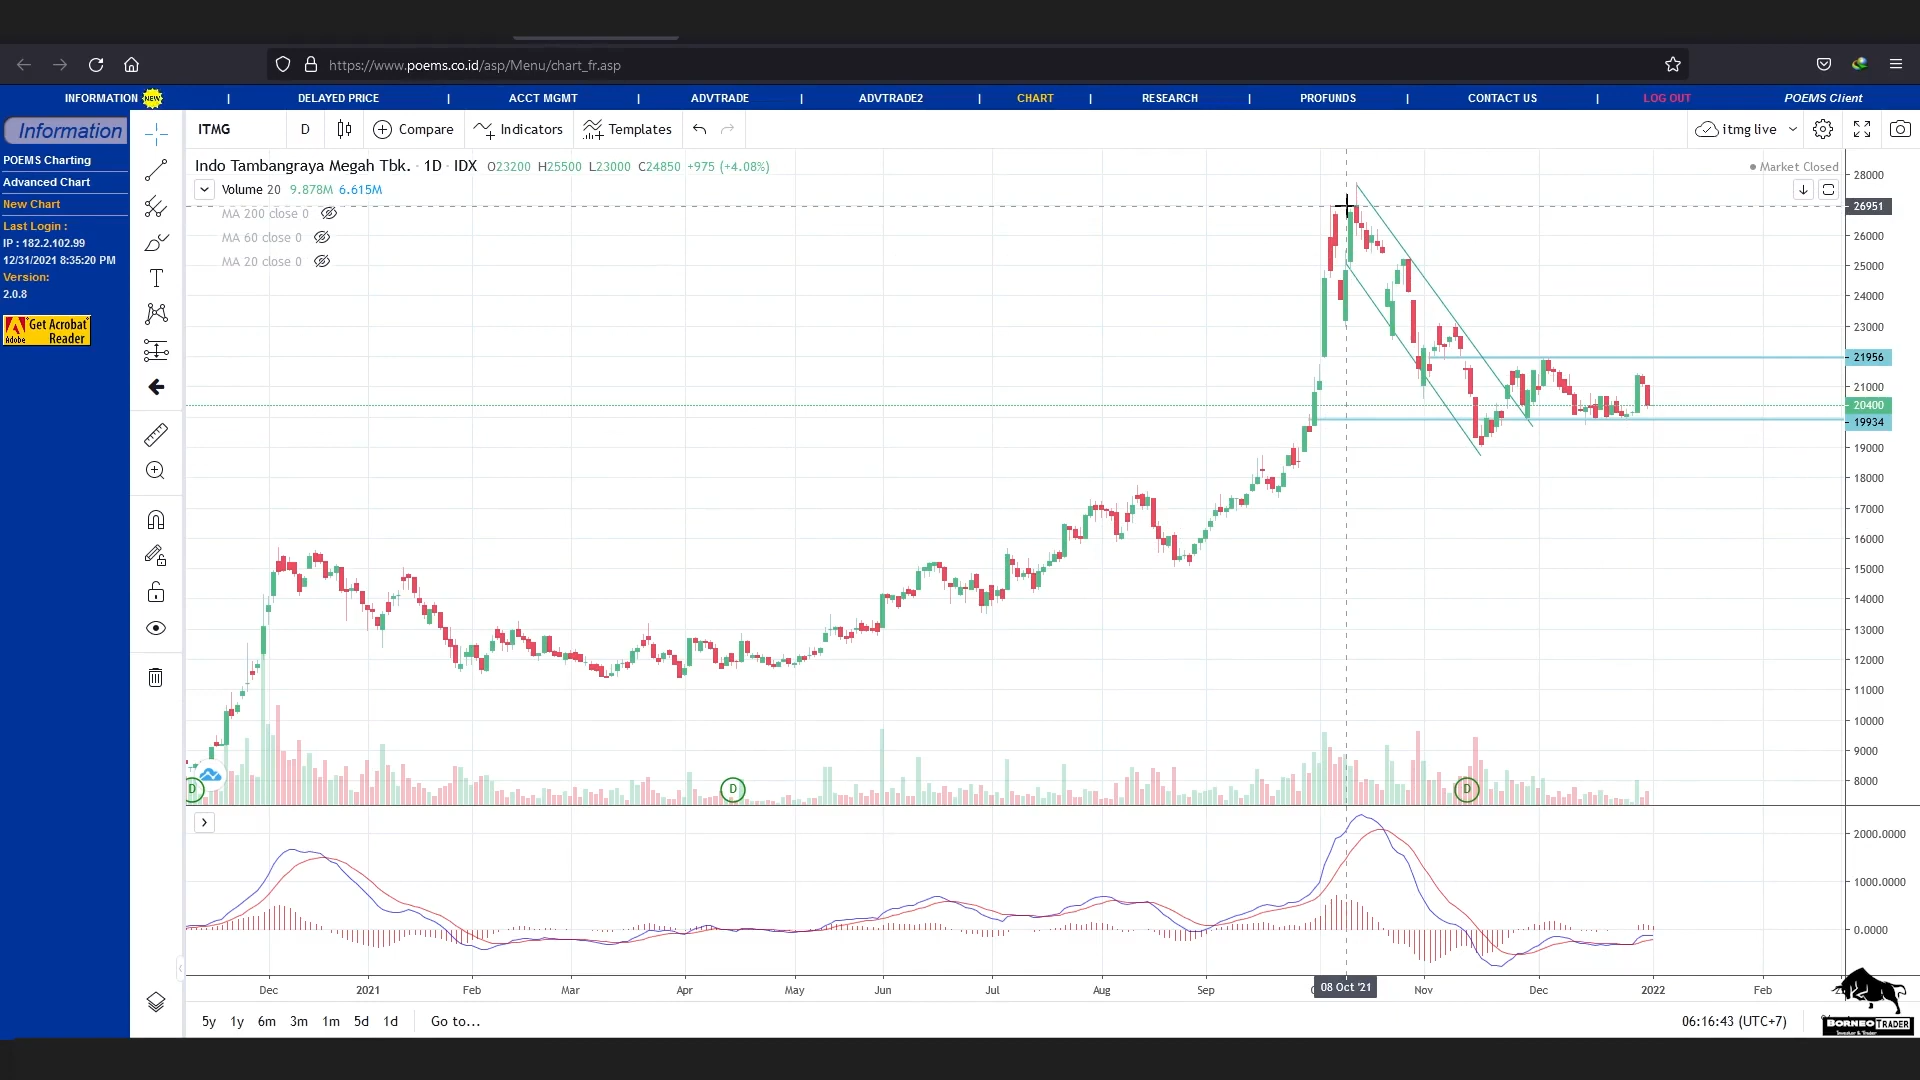 https://www.poems.co.id/asp/Menu/chart_fr.asp
INFORMATION NEW | DELAYED PRICE | ACCT MGMT | ADVTRADE | ADVTRADE2 | CHART | RESEARCH | PROFUNDS | CONTACT US | LOG OUT POEMS Client
Information
POEMS Charting
Advanced Chart
New Chart
Last Login :
IP : 182.2.102.99
12/31/2021 8:35:20 PM
Version:
2.0.8
Get Acrobat
Adobe Reader
ITMG D Compare Indicators Templates itmg live
Indo Tambangraya Megah Tbk. · 1D · IDX O23200 H25500 L23000 C24850 +975 (+4.08%)
Market Closed
Volume 20 9.878M 6.615M
MA 200 close 0
MA 60 close 0
MA 20 close 0
28000
26951
26000
25000
24000
23000
21956
21000
20400
19934
19000
18000
17000
16000
15000
14000
13000
12000
11000
10000
9000
8000
D D D
2000.0000
1000.0000
0.0000
Dec 2021 Feb Mar Apr May Jun Jul Aug Sep 08 Oct '21 Nov Dec 2022 Feb
5y 1y 6m 3m 1m 5d 1d Go to...
06:16:43 (UTC+7)
BORNEO TRADER